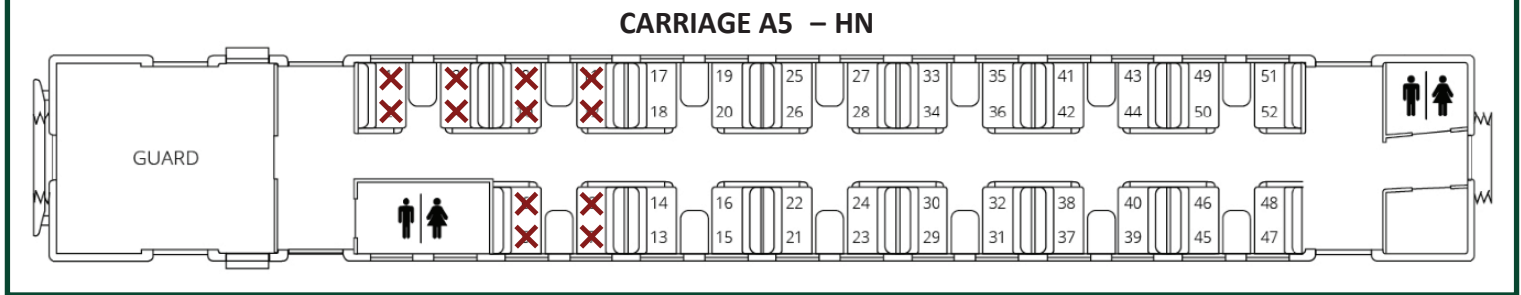 CARRIAGE A5 – HN
17 19 25 27 33 35 41 43 49 51
18 20 26 28 34 36 42 44 50 52
GUARD
14 16 22 24 30 32 38 40 46 48
13 15 21 23 29 31 37 39 45 47